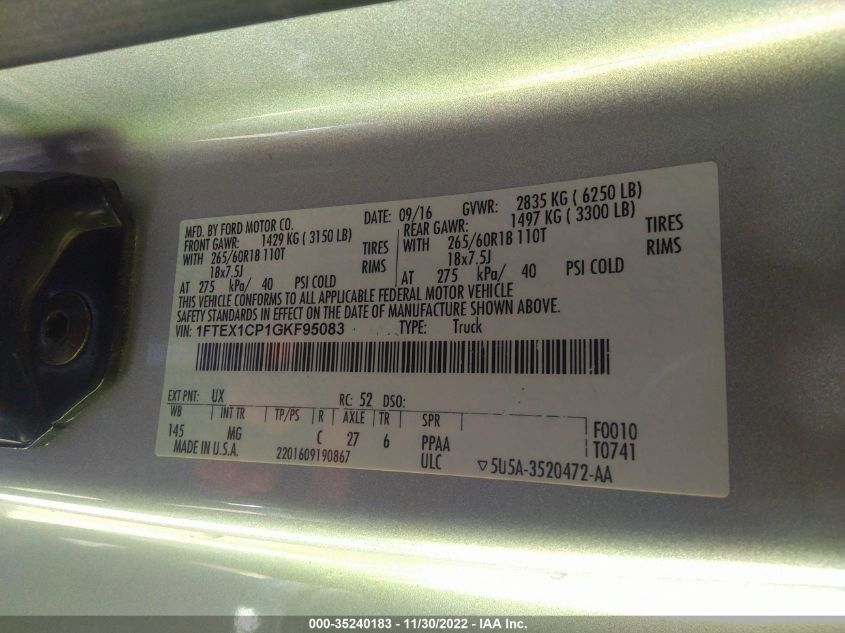 MFD. BY FORD MOTOR CO. DATE: 09/16 GVWR: 2835 KG ( 6250 LB)
FRONT GAWR: 1429 KG ( 3150 LB) REAR GAWR: 1497 KG ( 3300 LB)
WITH 265/60R18 110T TIRES WITH 265/60R18 110T TIRES
18x7.5J RIMS 18x7.5J RIMS
AT 275 kPa/ 40 PSI COLD AT 275 kPa/ 40 PSI COLD
THIS VEHICLE CONFORMS TO ALL APPLICABLE FEDERAL MOTOR VEHICLE
SAFETY STANDARDS IN EFFECT ON THE DATE OF MANUFACTURE SHOWN ABOVE.
VIN: 1FTEX1CP1GKF95083 TYPE: Truck
EXT PNT: UX RC: 52 DSO:
WB INT TR TP/PS R AXLE TR SPR F0010
145 MG C 27 6 PPAA T0741
MADE IN U.S.A. 2201609190867 ULC ▽5U5A-3520472-AA
000-35240183 - 11/30/2022 - IAA Inc.